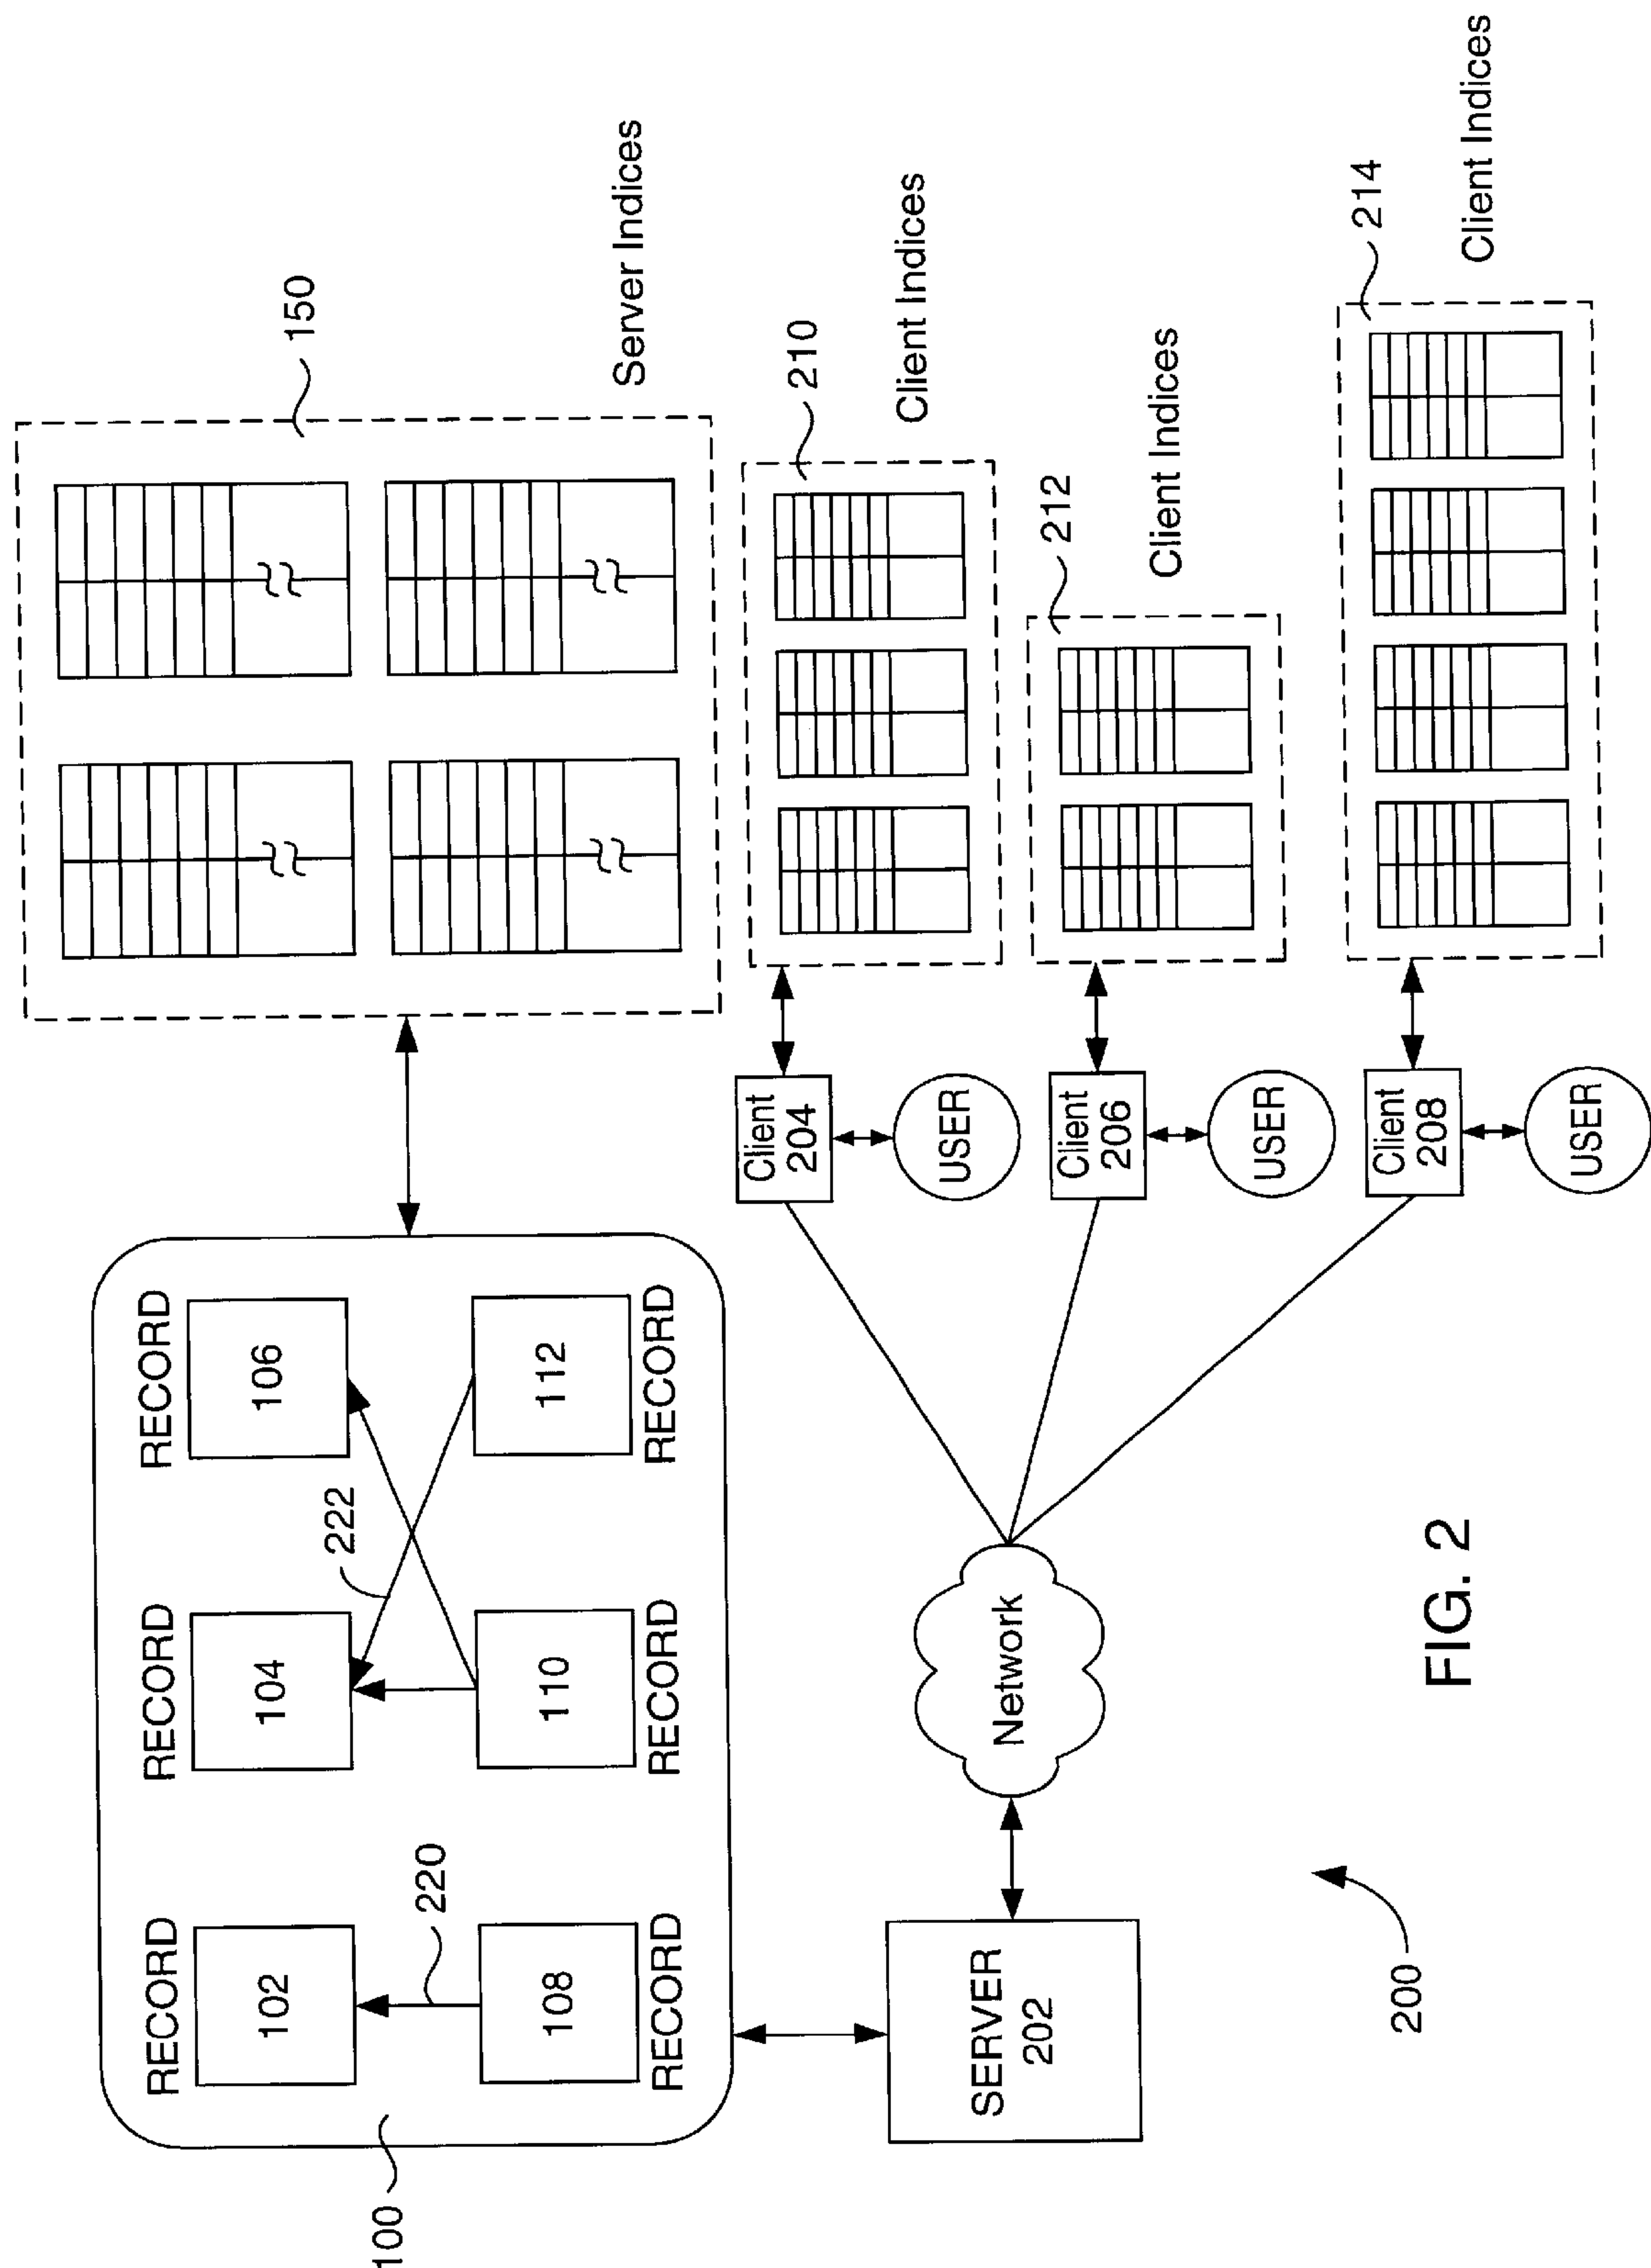 100
RECORD
RECORD
RECORD
102
104
106
220
222
108
110
112
RECORD
RECORD
RECORD
150
Server Indices
SERVER
202
Network
Client
204
USER
210
Client Indices
Client
206
USER
212
Client Indices
Client
208
USER
214
Client Indices
200
FIG. 2